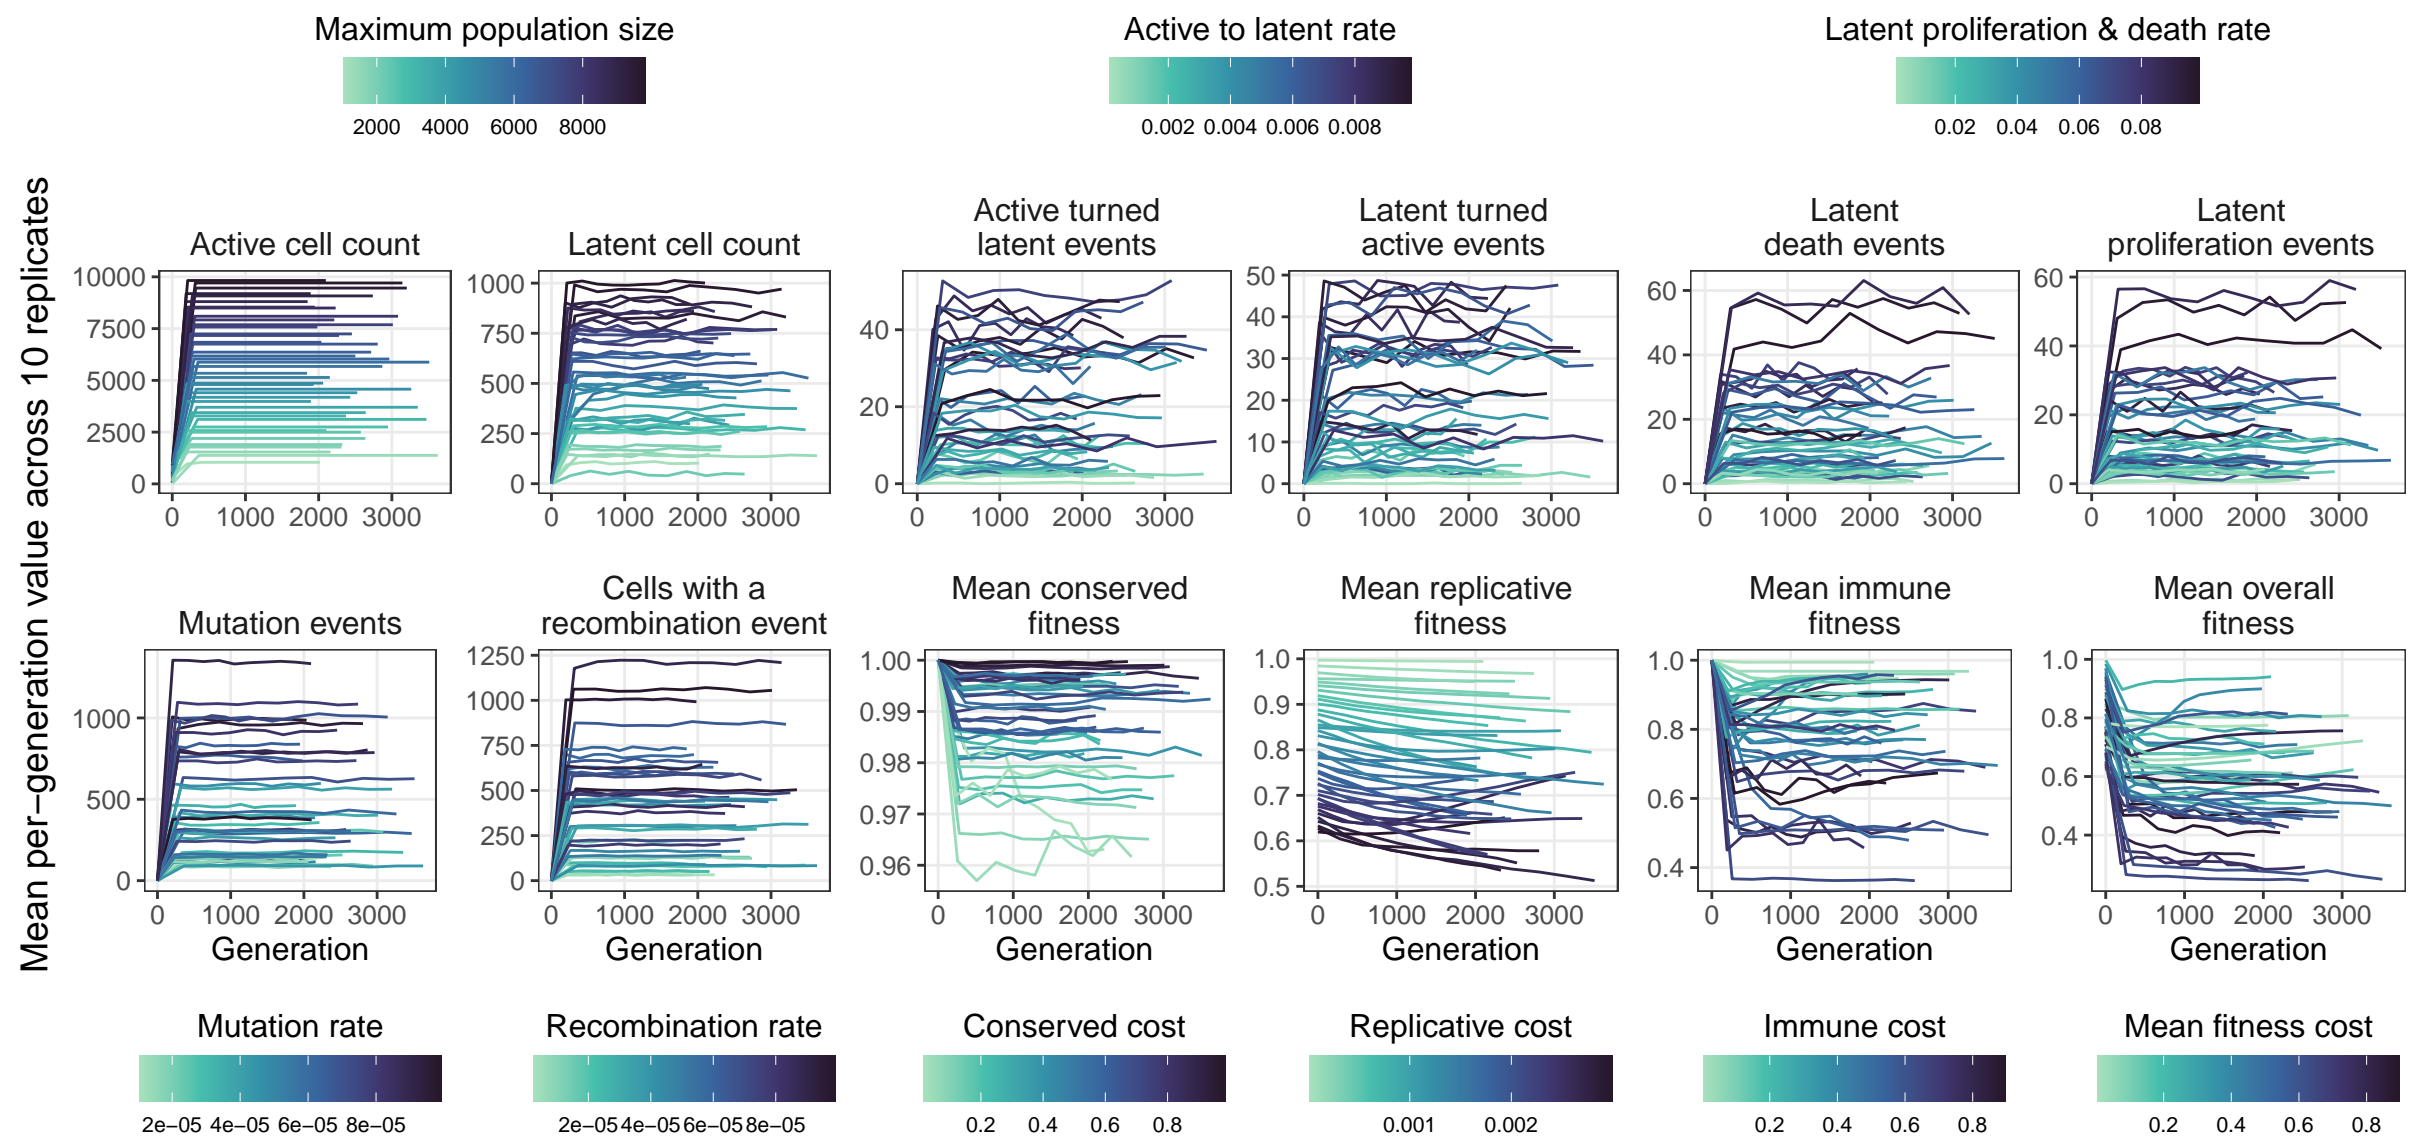 Maximum population size
Active to latent rate
Latent proliferation & death rate
2000 4000 6000 8000
0.002 0.004 0.006 0.008
0.02 0.04 0.06 0.08
Mean per−generation value across 10 replicates
Active cell count
Latent cell count
Active turned
latent events
Latent turned
active events
Latent
death events
Latent
proliferation events
10000
7500
5000
2500
0
0 1000 2000 3000
1000
750
500
250
0
0 1000 2000 3000
40
20
0
0 1000 2000 3000
50
40
30
20
10
0
0 1000 2000 3000
60
40
20
0
0 1000 2000 3000
60
40
20
0
0 1000 2000 3000
Mutation events
Cells with a
recombination event
Mean conserved
fitness
Mean replicative
fitness
Mean immune
fitness
Mean overall
fitness
1000
500
0
0 1000 2000 3000
Generation
1250
1000
750
500
250
0
0 1000 2000 3000
Generation
1.00
0.99
0.98
0.97
0.96
0 1000 2000 3000
Generation
1.0
0.9
0.8
0.7
0.6
0.5
0 1000 2000 3000
Generation
1.0
0.8
0.6
0.4
0 1000 2000 3000
Generation
1.0
0.8
0.6
0.4
0 1000 2000 3000
Generation
Mutation rate
2e−05 4e−05 6e−05 8e−05
Recombination rate
2e−05 4e−05 6e−05 8e−05
Conserved cost
0.2 0.4 0.6 0.8
Replicative cost
0.001 0.002
Immune cost
0.2 0.4 0.6 0.8
Mean fitness cost
0.2 0.4 0.6 0.8